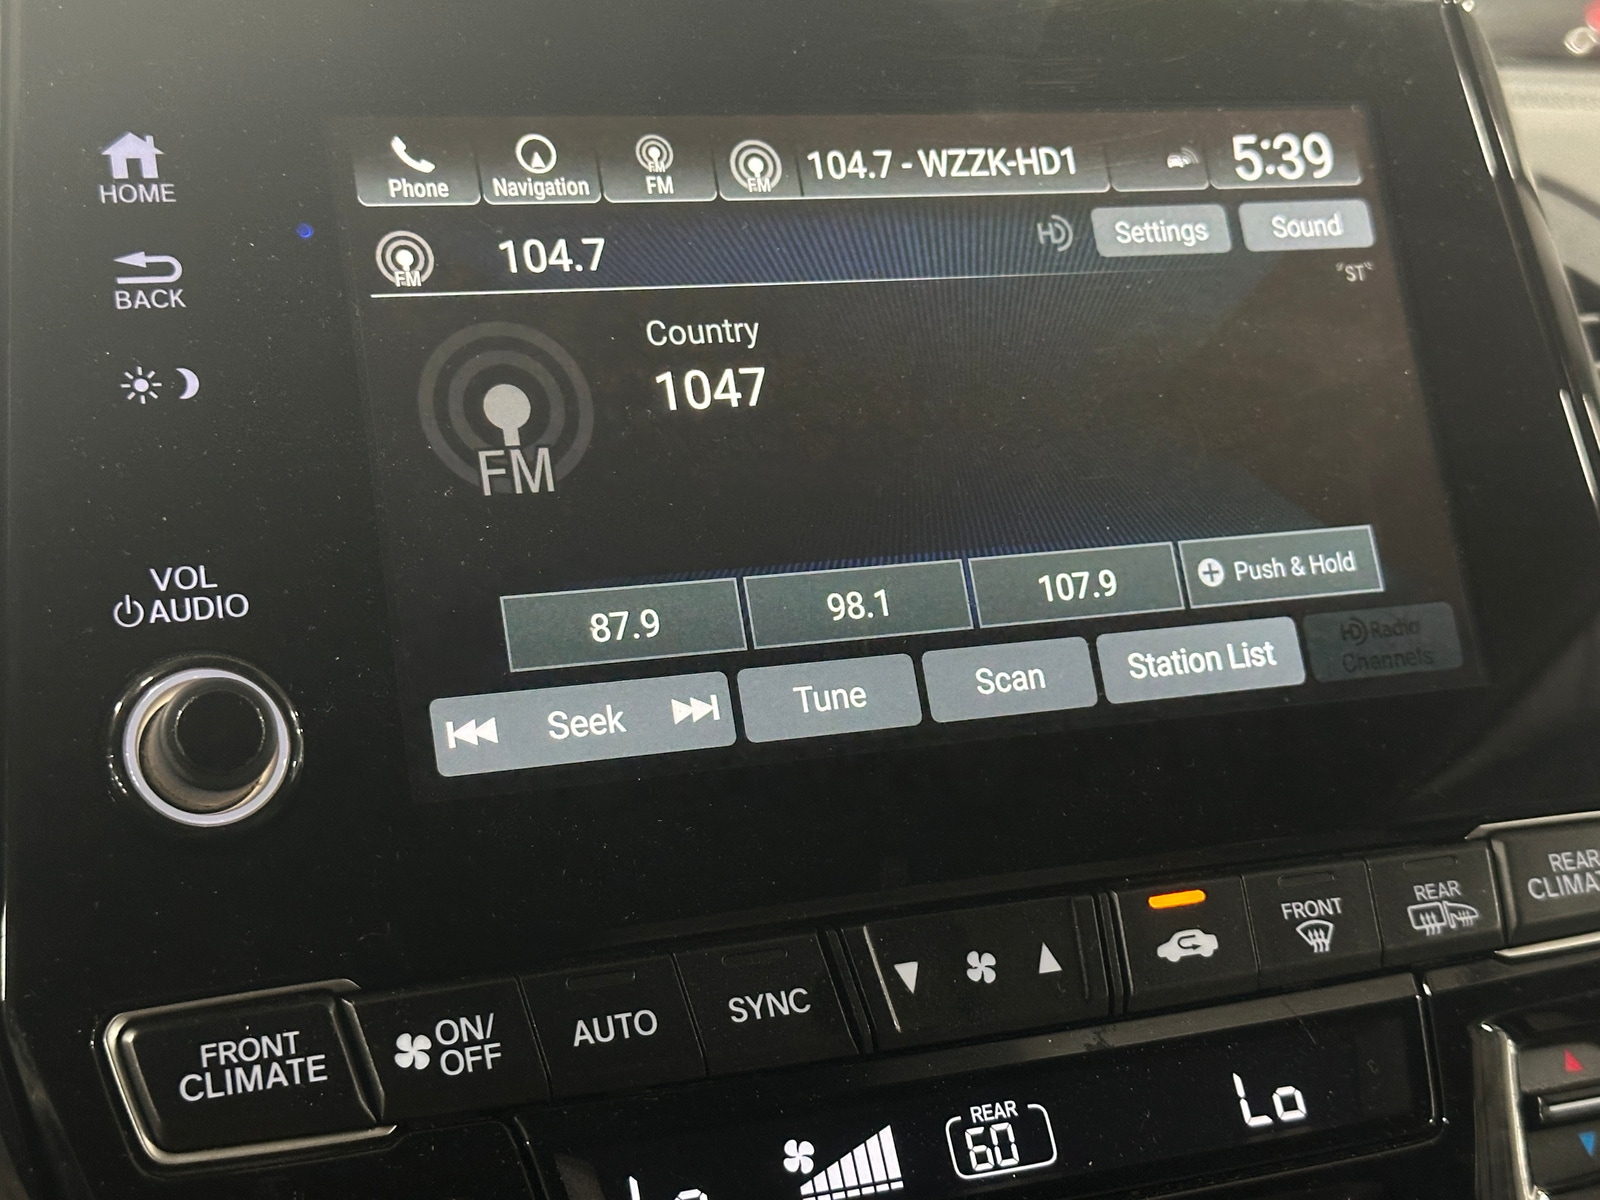 HOME
BACK
VOL
AUDIO
Phone
Navigation
FM
FM
104.7 - WZZK-HD1
5:39
FM
104.7
HD
Settings
Sound
"ST"
Country
1047
FM
87.9
98.1
107.9
Push & Hold
Seek
Tune
Scan
Station List
HD Radio
Channels
FRONT
CLIMATE
ON/
OFF
AUTO
SYNC
FRONT
REAR
REAR
REAR
60
Lo